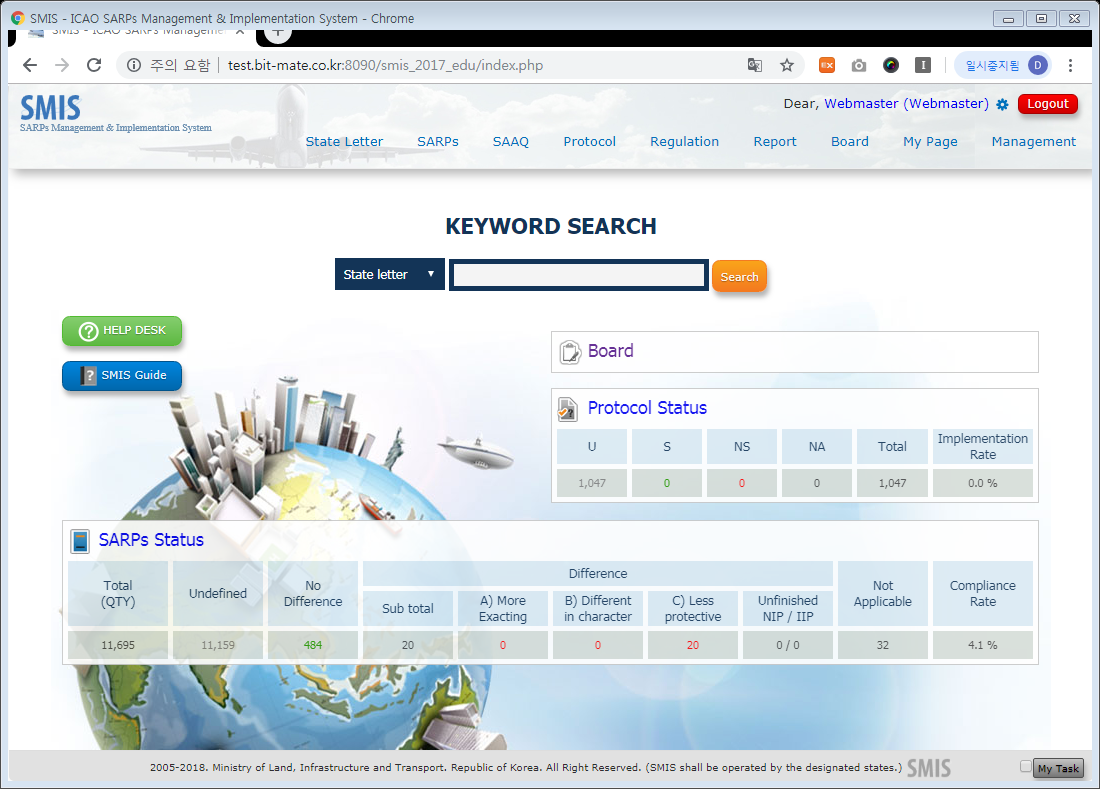 SMIS - ICAO SARPs Management & Implementation System - Chrome
SMIS - ICAO SARPs Manageme
주의 요함 | test.bit-mate.co.kr:8090/smis_2017_edu/index.php
일시중지됨 D
SMIS
SARPs Management & Implementation System
Dear, Webmaster (Webmaster) Logout
State Letter SARPs SAAQ Protocol Regulation Report Board My Page Management
KEYWORD SEARCH
State letter ▼ Search
HELP DESK
SMIS Guide
Board
Protocol Status
U S NS NA Total Implementation Rate
1,047 0 0 0 1,047 0.0 %
SARPs Status
Total (QTY) Undefined No Difference Difference Not Applicable Compliance Rate
Sub total A) More Exacting B) Different in character C) Less protective Unfinished NIP / IIP
11,695 11,159 484 20 0 0 20 0 / 0 32 4.1 %
2005-2018. Ministry of Land, Infrastructure and Transport. Republic of Korea. All Right Reserved. (SMIS shall be operated by the designated states.) SMIS
My Task